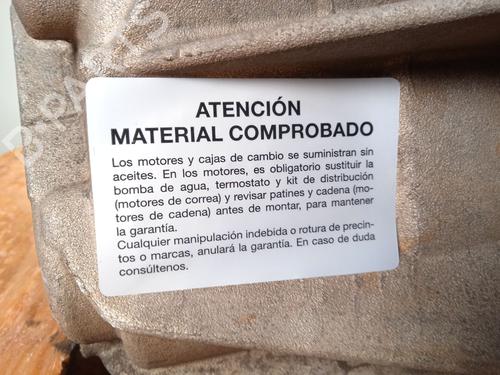 ATENCIÓN
MATERIAL COMPROBADO
Los motores y cajas de cambio se suministran sin
aceites. En los motores, es obligatorio sustituir la
bomba de agua, termostato y kit de distribución
(motores de correa) y revisar patines y cadena (mo-
tores de cadena) antes de montar, para mantener
la garantía.
Cualquier manipulación indebida o rotura de precin-
tos o marcas, anulará la garantía. En caso de duda
consúltenos.
B-PARTS